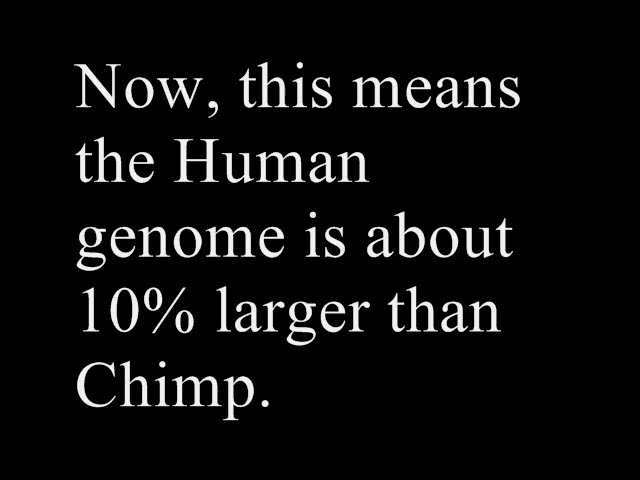 Now, this means
the Human
genome is about
10% larger than
Chimp.